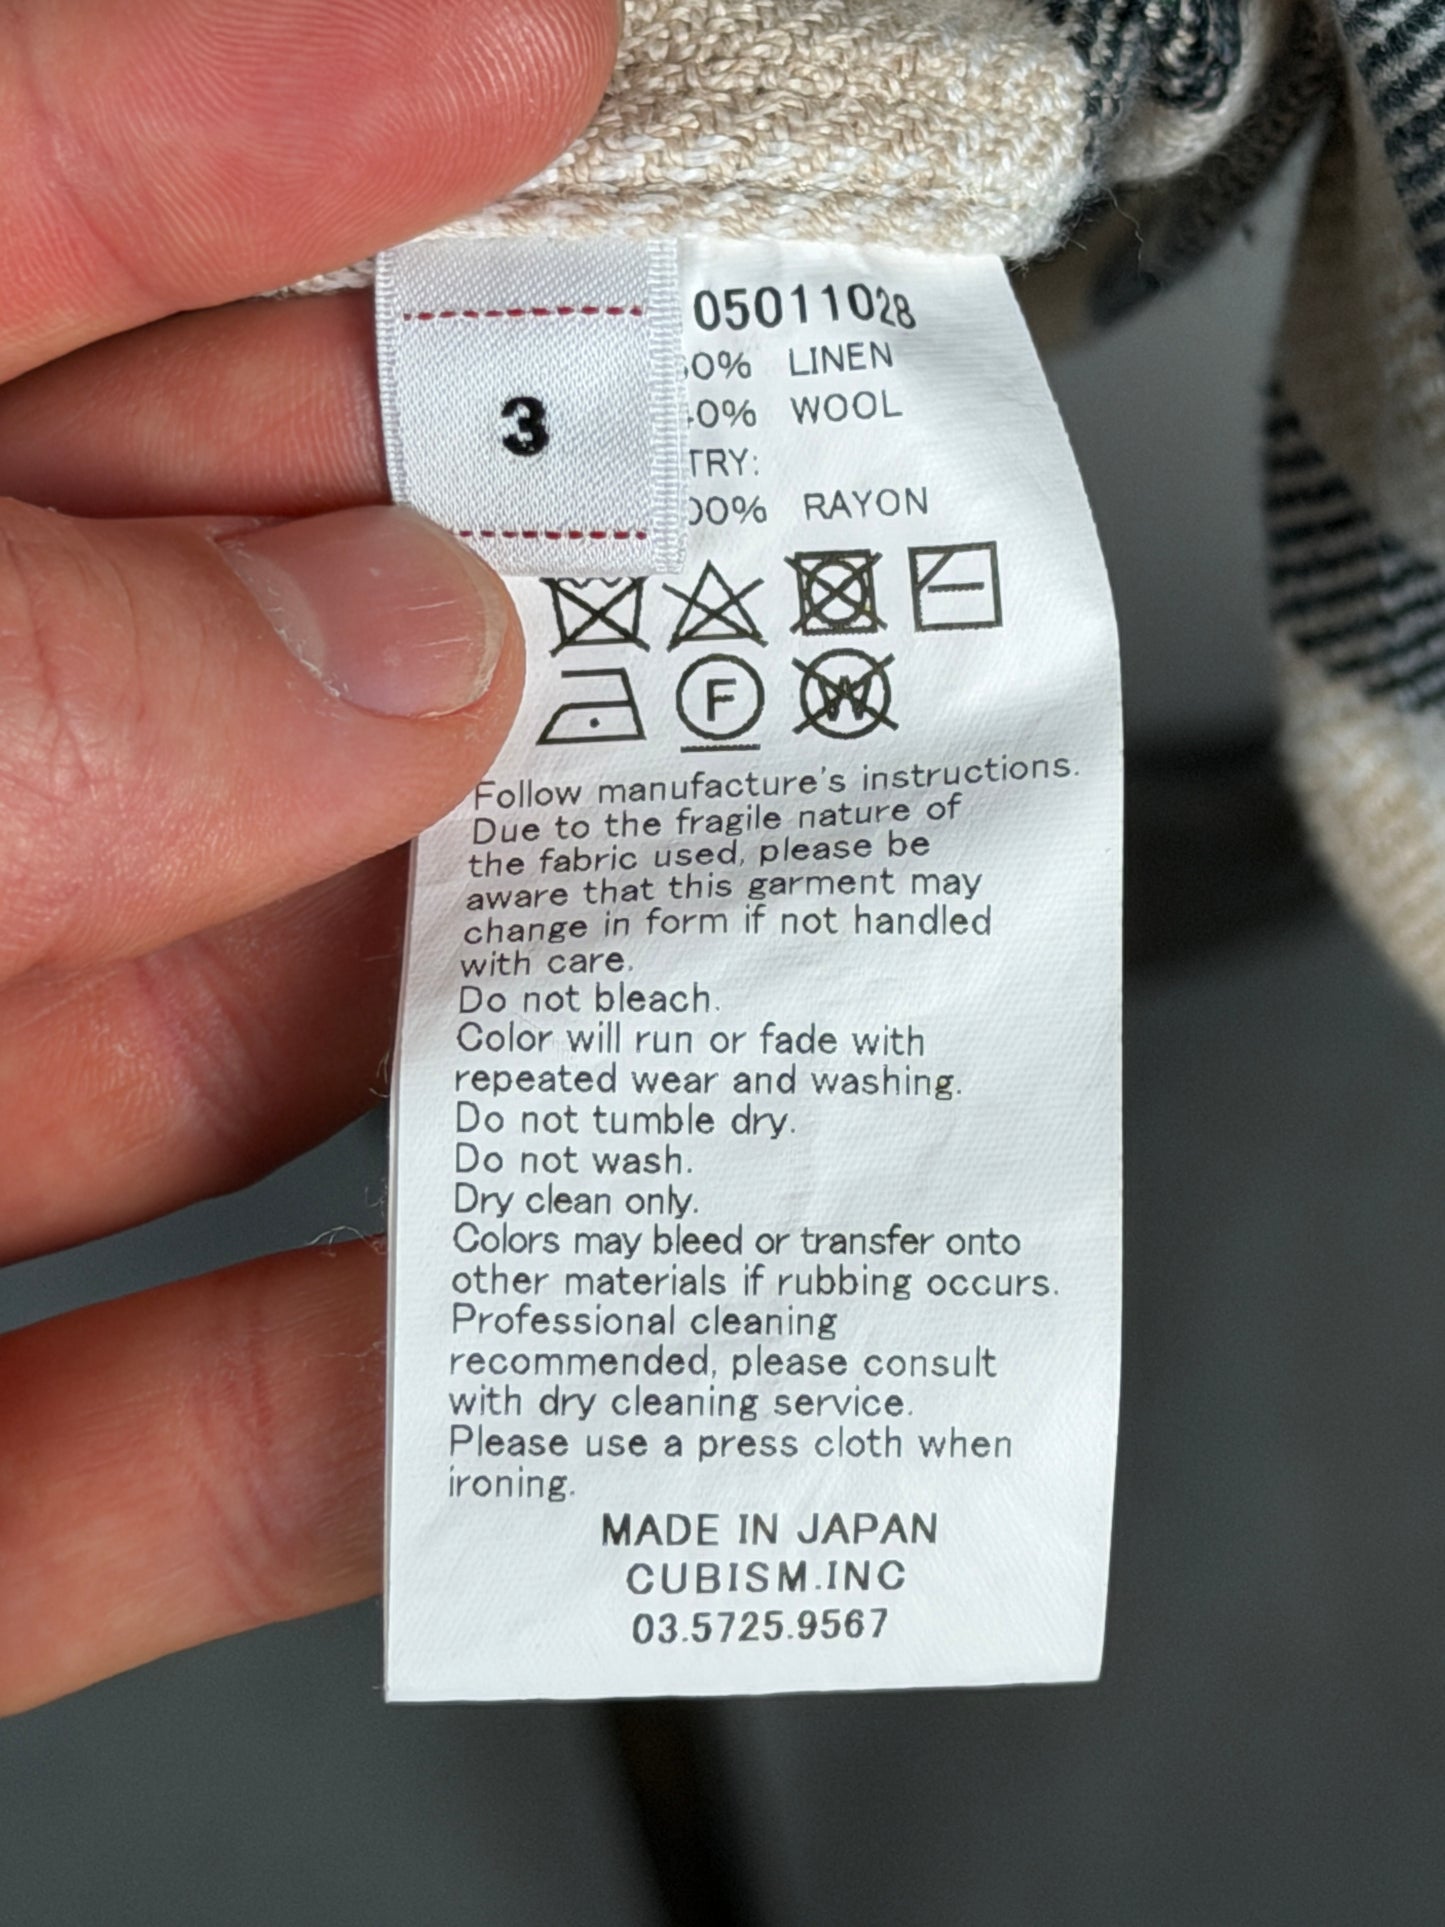 3
05011028
0% LINEN
0% WOOL
TRY:
00% RAYON
F
W
Follow manufacture's instructions.
Due to the fragile nature of
the fabric used, please be
aware that this garment may
change in form if not handled
with care.
Do not bleach.
Color will run or fade with
repeated wear and washing.
Do not tumble dry.
Do not wash.
Dry clean only.
Colors may bleed or transfer onto
other materials if rubbing occurs.
Professional cleaning
recommended, please consult
with dry cleaning service.
Please use a press cloth when
ironing.
MADE IN JAPAN
CUBISM.INC
03.5725.9567